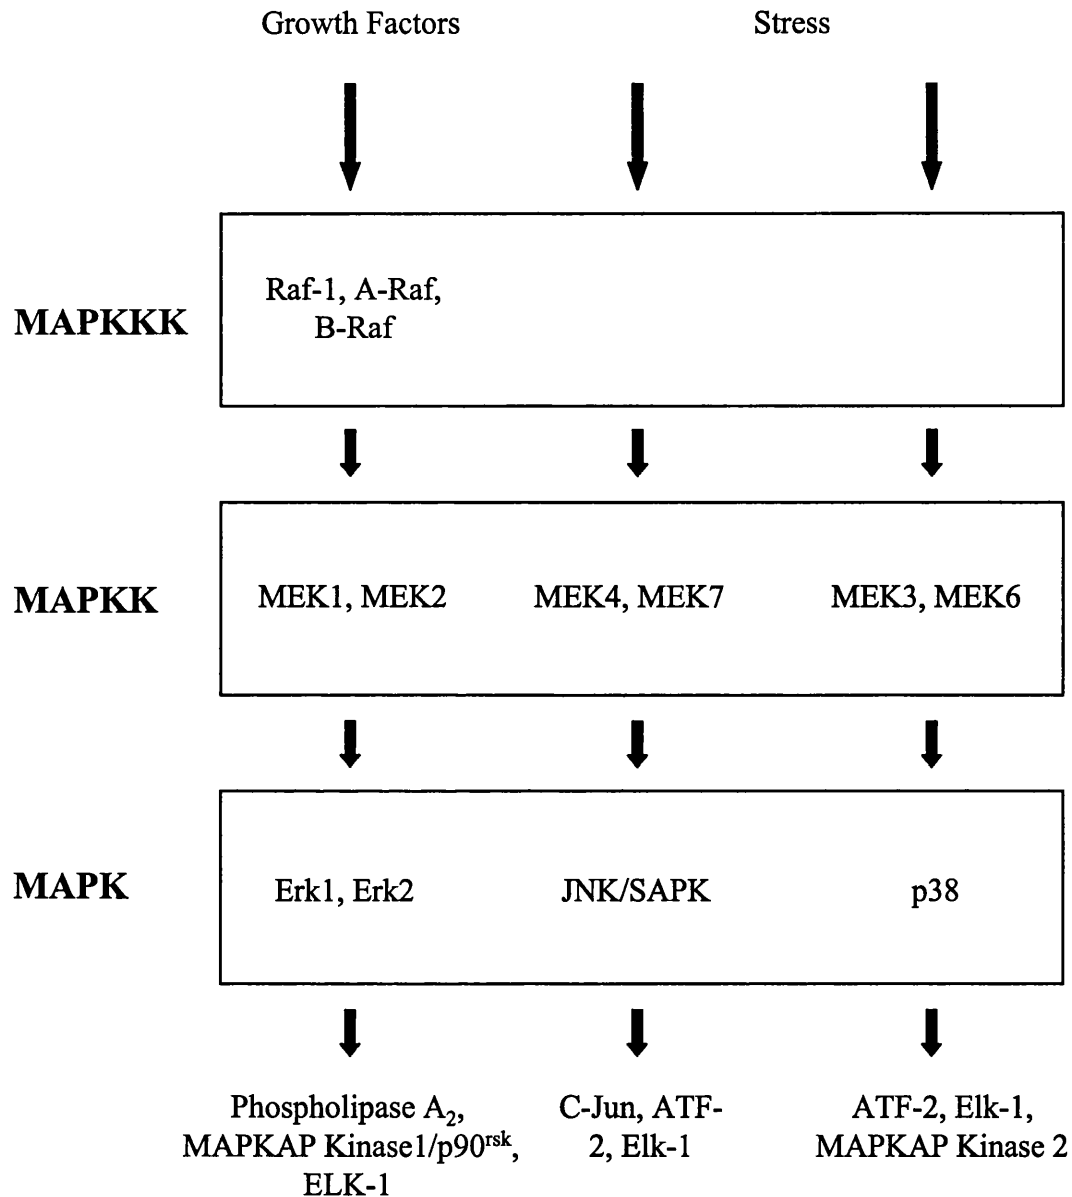 Growth Factors
Stress
Raf-1, A-Raf,
B-Raf
MAPKKK
MAPKK
MEK1, MEK2
MEK4, MEK7
MEK3, MEK6
MAPK
Erk1, Erk2
JNK/SAPK
p38
Phospholipase A₂,
MAPKAP Kinase1/p90ʳˢᵏ,
ELK-1
C-Jun, ATF-
2, Elk-1
ATF-2, Elk-1,
MAPKAP Kinase 2